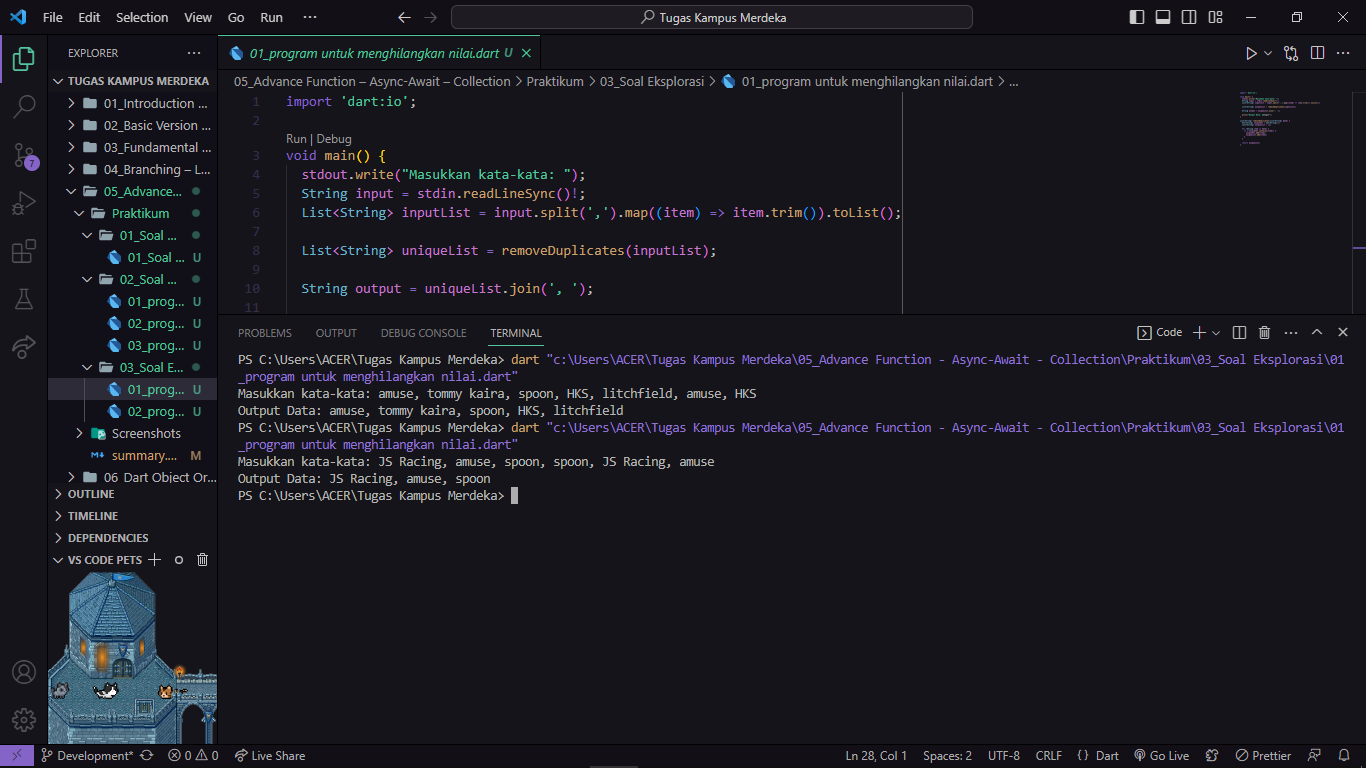 File Edit Selection View Go Run ··· Tugas Kampus Merdeka
EXPLORER ···
TUGAS KAMPUS MERDEKA
01_Introduction ...
02_Basic Version ...
03_Fundamental ...
04_Branching – L...
05_Advance...
Praktikum
01_Soal ...
01_Soal ... U
02_Soal ...
01_prog... U
02_prog... U
03_prog... U
03_Soal E...
01_prog... U
02_prog... U
Screenshots
summary.... M
06 Dart Object Or...
OUTLINE
TIMELINE
DEPENDENCIES
VS CODE PETS
7
01_program untuk menghilangkan nilai.dart U
05_Advance Function – Async-Await – Collection > Praktikum > 03_Soal Eksplorasi > 01_program untuk menghilangkan nilai.dart > ...
1 import 'dart:io';
2
Run | Debug
3 void main() {
4 stdout.write("Masukkan kata-kata: ");
5 String input = stdin.readLineSync()!;
6 List<String> inputList = input.split(',').map((item) => item.trim()).toList();
7
8 List<String> uniqueList = removeDuplicates(inputList);
9
10 String output = uniqueList.join(', ');
11
PROBLEMS OUTPUT DEBUG CONSOLE TERMINAL Code
PS C:\Users\ACER\Tugas Kampus Merdeka> dart "c:\Users\ACER\Tugas Kampus Merdeka\05_Advance Function - Async-Await - Collection\Praktikum\03_Soal Eksplorasi\01
_program untuk menghilangkan nilai.dart"
Masukkan kata-kata: amuse, tommy kaira, spoon, HKS, litchfield, amuse, HKS
Output Data: amuse, tommy kaira, spoon, HKS, litchfield
PS C:\Users\ACER\Tugas Kampus Merdeka> dart "c:\Users\ACER\Tugas Kampus Merdeka\05_Advance Function - Async-Await - Collection\Praktikum\03_Soal Eksplorasi\01
_program untuk menghilangkan nilai.dart"
Masukkan kata-kata: JS Racing, amuse, spoon, spoon, JS Racing, amuse
Output Data: JS Racing, amuse, spoon
PS C:\Users\ACER\Tugas Kampus Merdeka>
Development* 0 0 Live Share Ln 28, Col 1 Spaces: 2 UTF-8 CRLF {} Dart Go Live Prettier